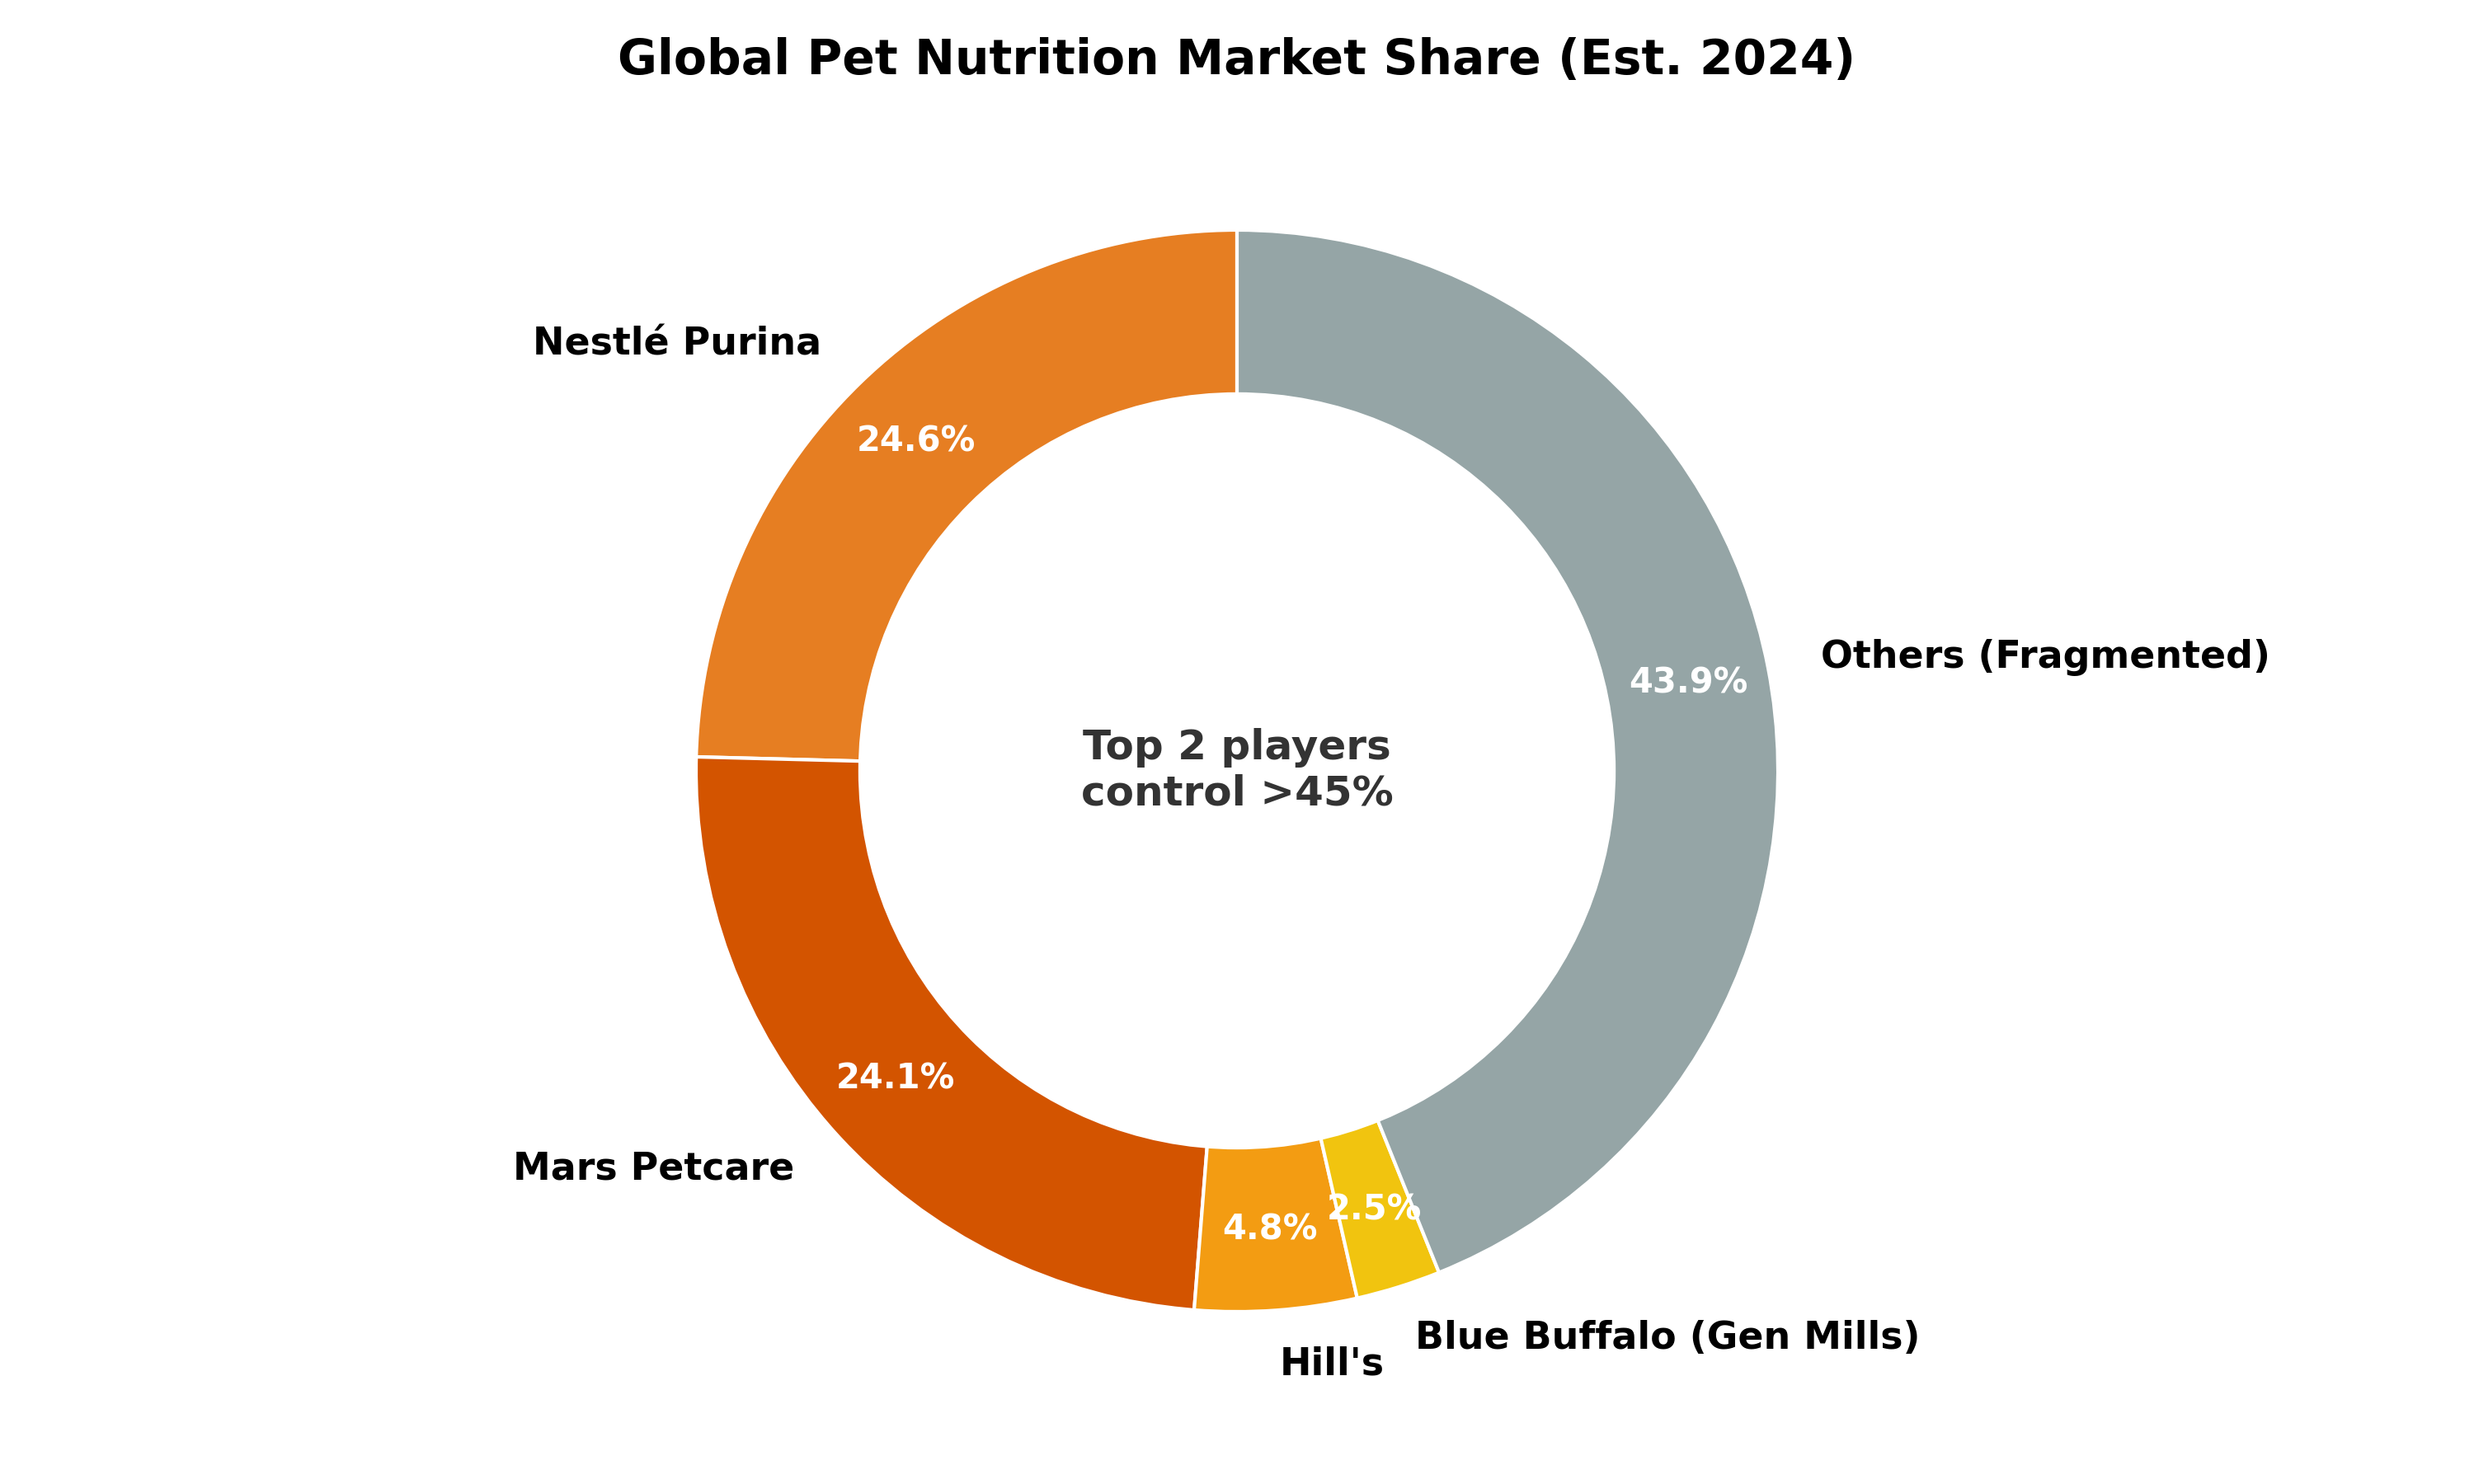 Global Pet Nutrition Market Share (Est. 2024)
Nestlé Purina
24.6%
Others (Fragmented)
43.9%
Top 2 players
control >45%
24.1%
Mars Petcare
4.8%
2.5%
Hill's
Blue Buffalo (Gen Mills)